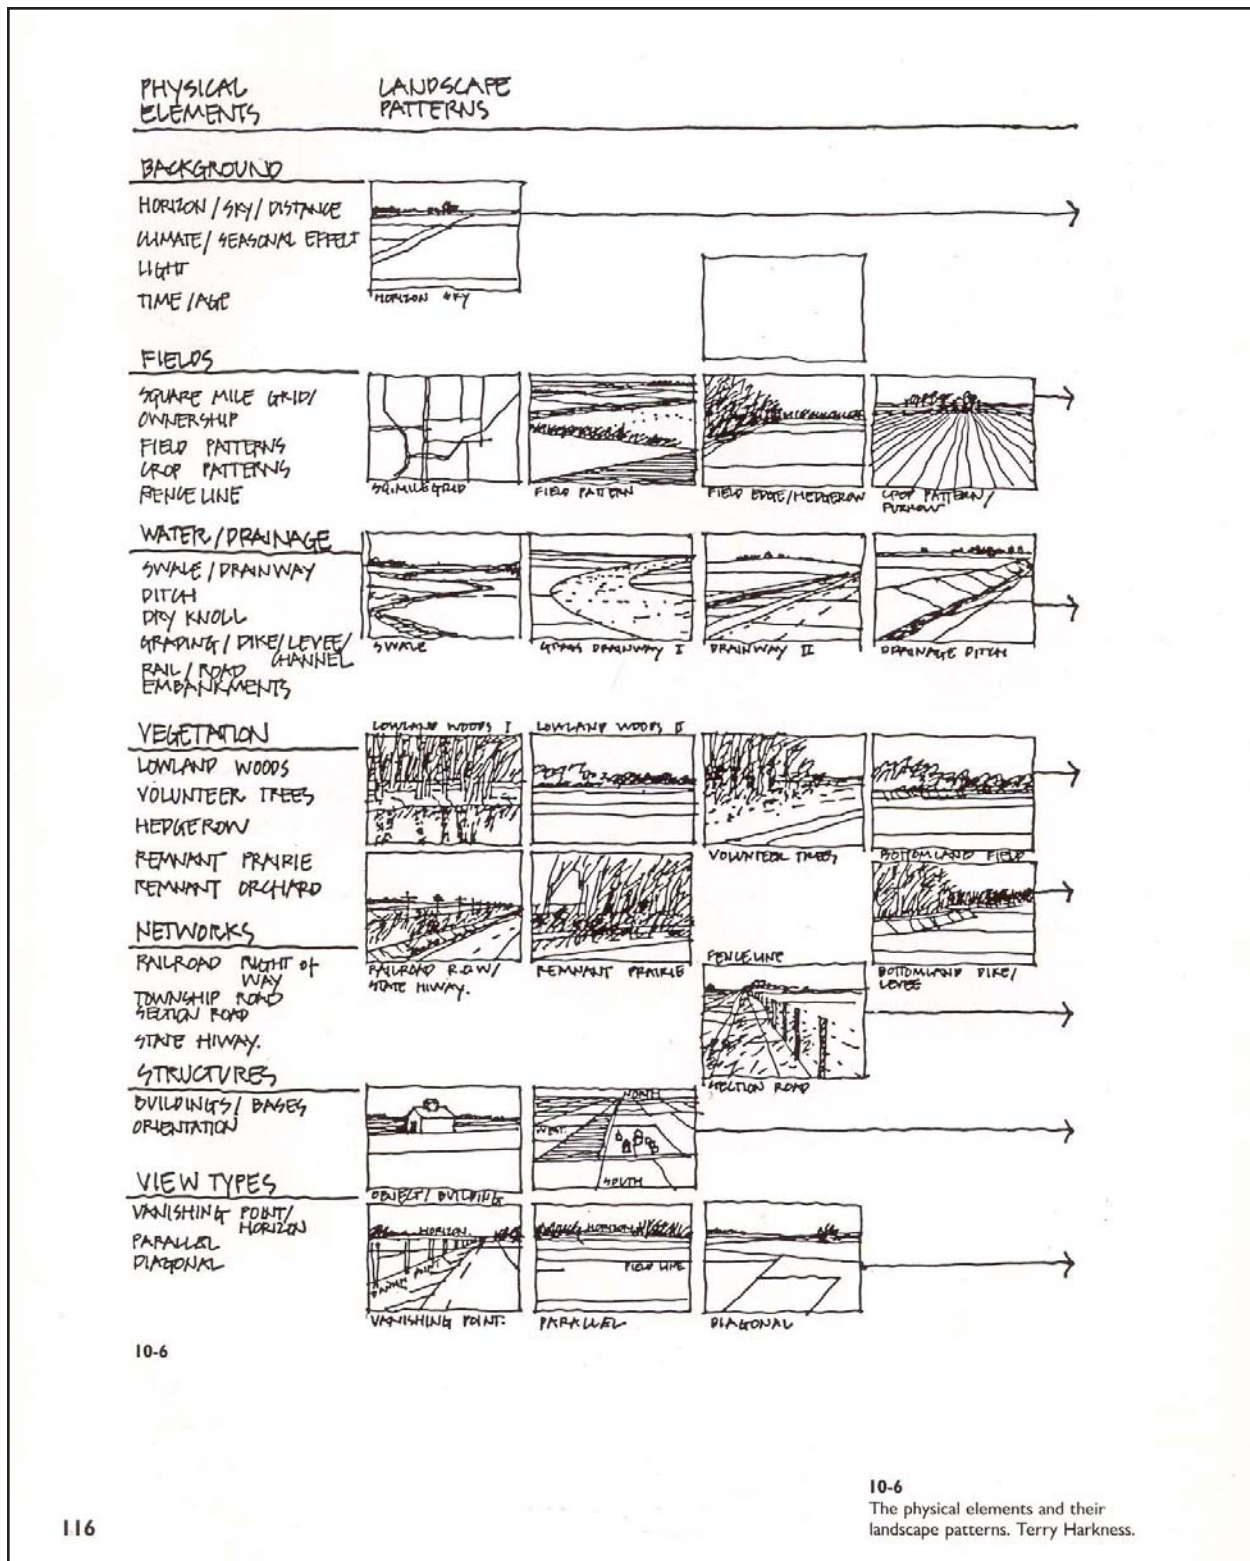 PHYSICAL ELEMENTS
LANDSCAPE PATTERNS
BACKGROUND
HORIZON / SKY / DISTANCE
CLIMATE / SEASONAL EFFECT
LIGHT
TIME / AGE
HORIZON SKY
FIELDS
SQUARE MILE GRID /
OWNERSHIP
FIELD PATTERNS
CROP PATTERNS
FENCELINE
SQ. MILE GRID
FIELD PATTERN
FIELD EDGE / HEDGEROW
CROP PATTERN /
FURROW
WATER / DRAINAGE
SWALE / DRAINWAY
DITCH
DRY KNOLL
GRADING / DIKE / LEVEE /
CHANNEL
RAIL / ROAD
EMBANKMENTS
SWALE
GRASS DRAINWAY I
DRAINWAY II
DRAINAGE DITCH
VEGETATION
LOWLAND WOODS
VOLUNTEER TREES
HEDGEROW
REMNANT PRAIRIE
REMNANT ORCHARD
LOWLAND WOODS I
LOWLAND WOODS II
VOLUNTEER TREES
BOTTOMLAND FIELD
NETWORKS
RAILROAD RIGHT of
WAY
TOWNSHIP ROAD
SECTION ROAD
STATE HIWAY.
RAILROAD R.O.W /
STATE HIWAY.
REMNANT PRAIRIE
FENCELINE
BOTTOMLAND DIKE /
LEVEE
SECTION ROAD
STRUCTURES
BUILDINGS / BASES
ORIENTATION
OBJECT / BUILDING
NORTH
WEST.
SOUTH
VIEW TYPES
VANISHING POINT /
HORIZON
PARALLEL
DIAGONAL
HORIZON.
POINT
VANISHING POINT.
HORIZON
FIELD LINE
PARALLEL
DIAGONAL
10-6
10-6
The physical elements and their
landscape patterns. Terry Harkness.
116